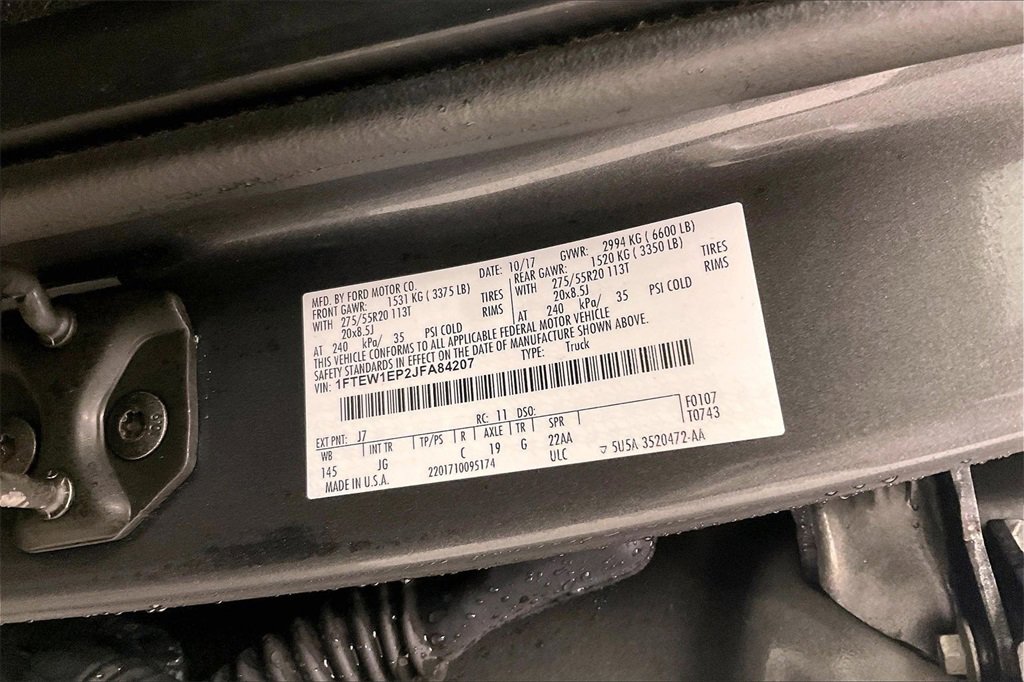 MFD. BY FORD MOTOR CO.
DATE: 10/17
GVWR: 2994 KG ( 6600 LB)
FRONT GAWR: 1531 KG ( 3375 LB)
WITH 275/55R20 113T TIRES
20x8.5J RIMS
AT 240 kPa/ 35 PSI COLD
REAR GAWR: 1520 KG ( 3350 LB)
WITH 275/55R20 113T TIRES
20x8.5J RIMS
AT 240 kPa/ 35 PSI COLD
THIS VEHICLE CONFORMS TO ALL APPLICABLE FEDERAL MOTOR VEHICLE
SAFETY STANDARDS IN EFFECT ON THE DATE OF MANUFACTURE SHOWN ABOVE.
VIN: 1FTEW1EP2JFA84207 TYPE: Truck
F0107
T0743
EXT PNT: J7 RC: 11 DSO:
WB INT TR TP/PS R AXLE TR SPR
145 JG C 19 G 22AA
ULC
MADE IN U.S.A. 2201710095174 5U5A 3520472-AA